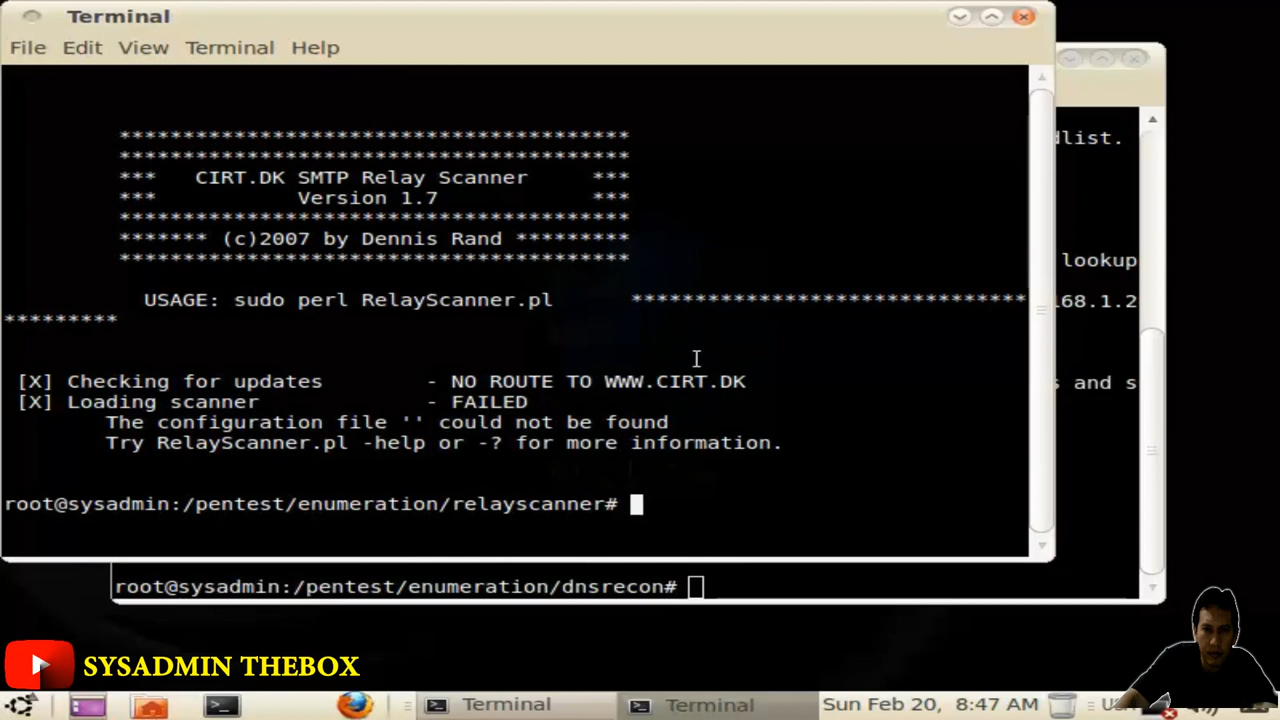 Terminal
File Edit View Terminal Help
****************************************
****************************************
*** CIRT.DK SMTP Relay Scanner ***
*** Version 1.7 ***
****************************************
******* (c)2007 by Dennis Rand *********
****************************************
USAGE: sudo perl RelayScanner.pl *******************************
*********
[X] Checking for updates - NO ROUTE TO WWW.CIRT.DK
[X] Loading scanner - FAILED
The configuration file '' could not be found
Try RelayScanner.pl -help or -? for more information.
root@sysadmin:/pentest/enumeration/relayscanner#
dlist.
lookup
168.1.2
s and s
root@sysadmin:/pentest/enumeration/dnsrecon#
SYSADMIN THEBOX
Terminal
Terminal
Sun Feb 20, 8:47 AM